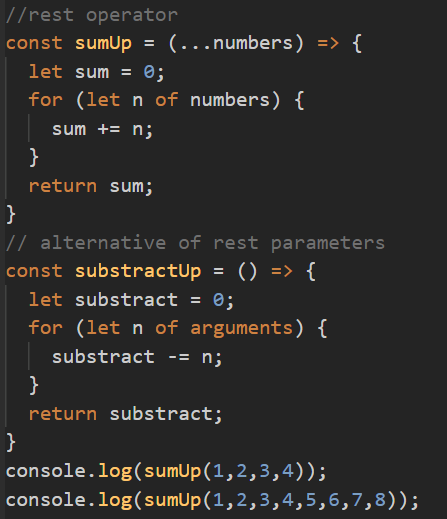 //rest operator
const sumUp = (...numbers) => {
  let sum = 0;
  for (let n of numbers) {
    sum += n;
  }
  return sum;
}
// alternative of rest parameters
const substractUp = () => {
  let substract = 0;
  for (let n of arguments) {
    substract -= n;
  }
  return substract;
}
console.log(sumUp(1,2,3,4));
console.log(sumUp(1,2,3,4,5,6,7,8));